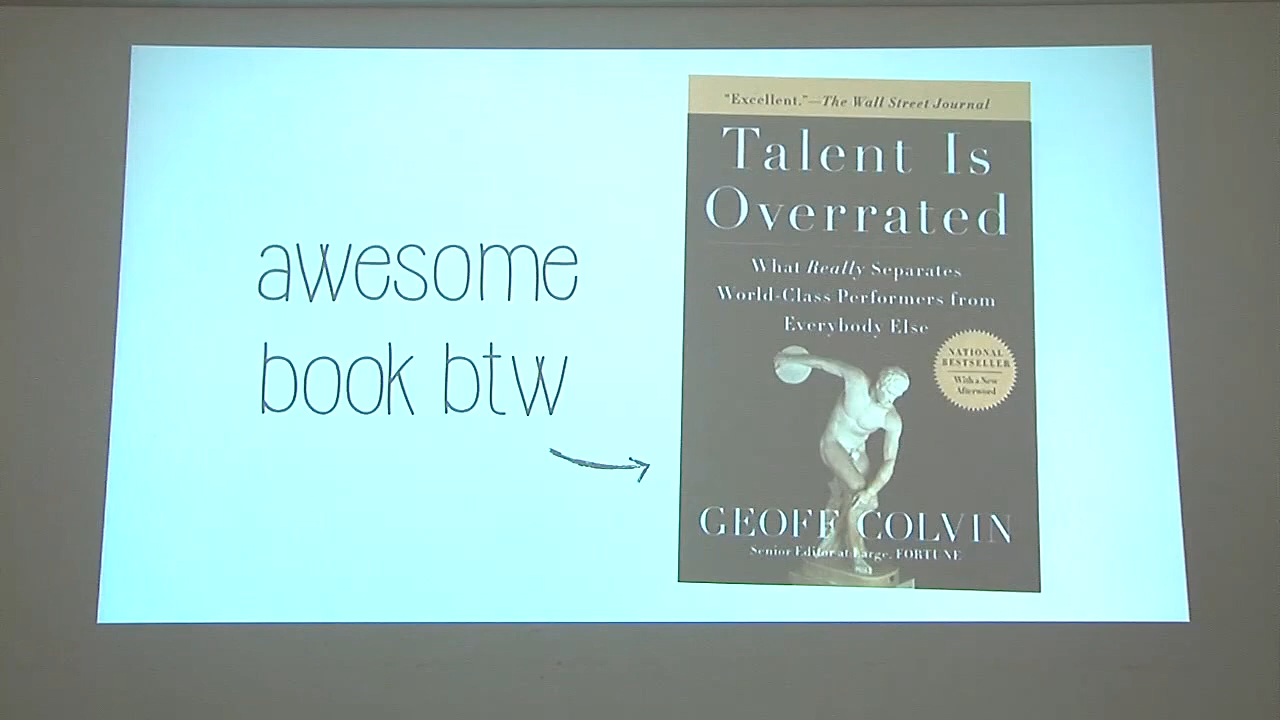 awesome
book btw
"Excellent."—The Wall Street Journal
Talent Is
Overrated
What Really Separates
World-Class Performers from
Everybody Else
NATIONAL
BESTSELLER
With a New
Afterword
GEOFF COLVIN
Senior Editor at Large, FORTUNE